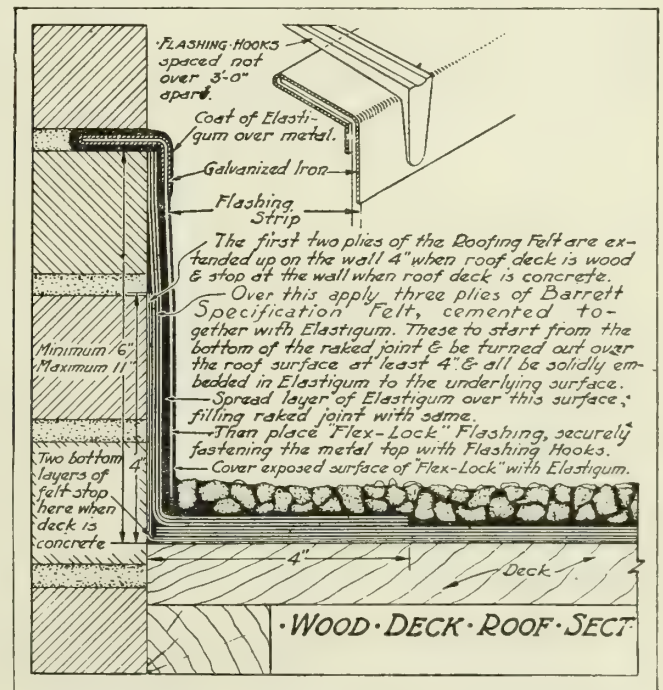 ·FLASHING·HOOKS
spaced not
over 3'-0"
apart.
Coat of Elasti-
gum over metal.
Galvanized Iron
Flashing
Strip
The first two plies of the Roofing Felt are ex-
tended up on the wall 4" when roof deck is wood
& stop at the wall when roof deck is concrete.
Over this apply three plies of Barrett
Specification Felt, cemented to-
gether with Elastigum. These to start from the
bottom of the raked joint & be turned out over
the roof surface at least 4" & all be solidly em-
bedded in Elastigum to the underlying surface.
Spread layer of Elastigum over this surface,
filling raked joint with same.
Then place "Flex-Lock" Flashing, securely
fastening the metal top with Flashing Hooks.
Cover exposed surface of "Flex-Lock" with Elastigum.
Minimum 6"
Maximum 11"
4"
Two bottom
layers of
felt stop
here when
deck is
concrete
4"
Deck
·WOOD·DECK·ROOF·SECT